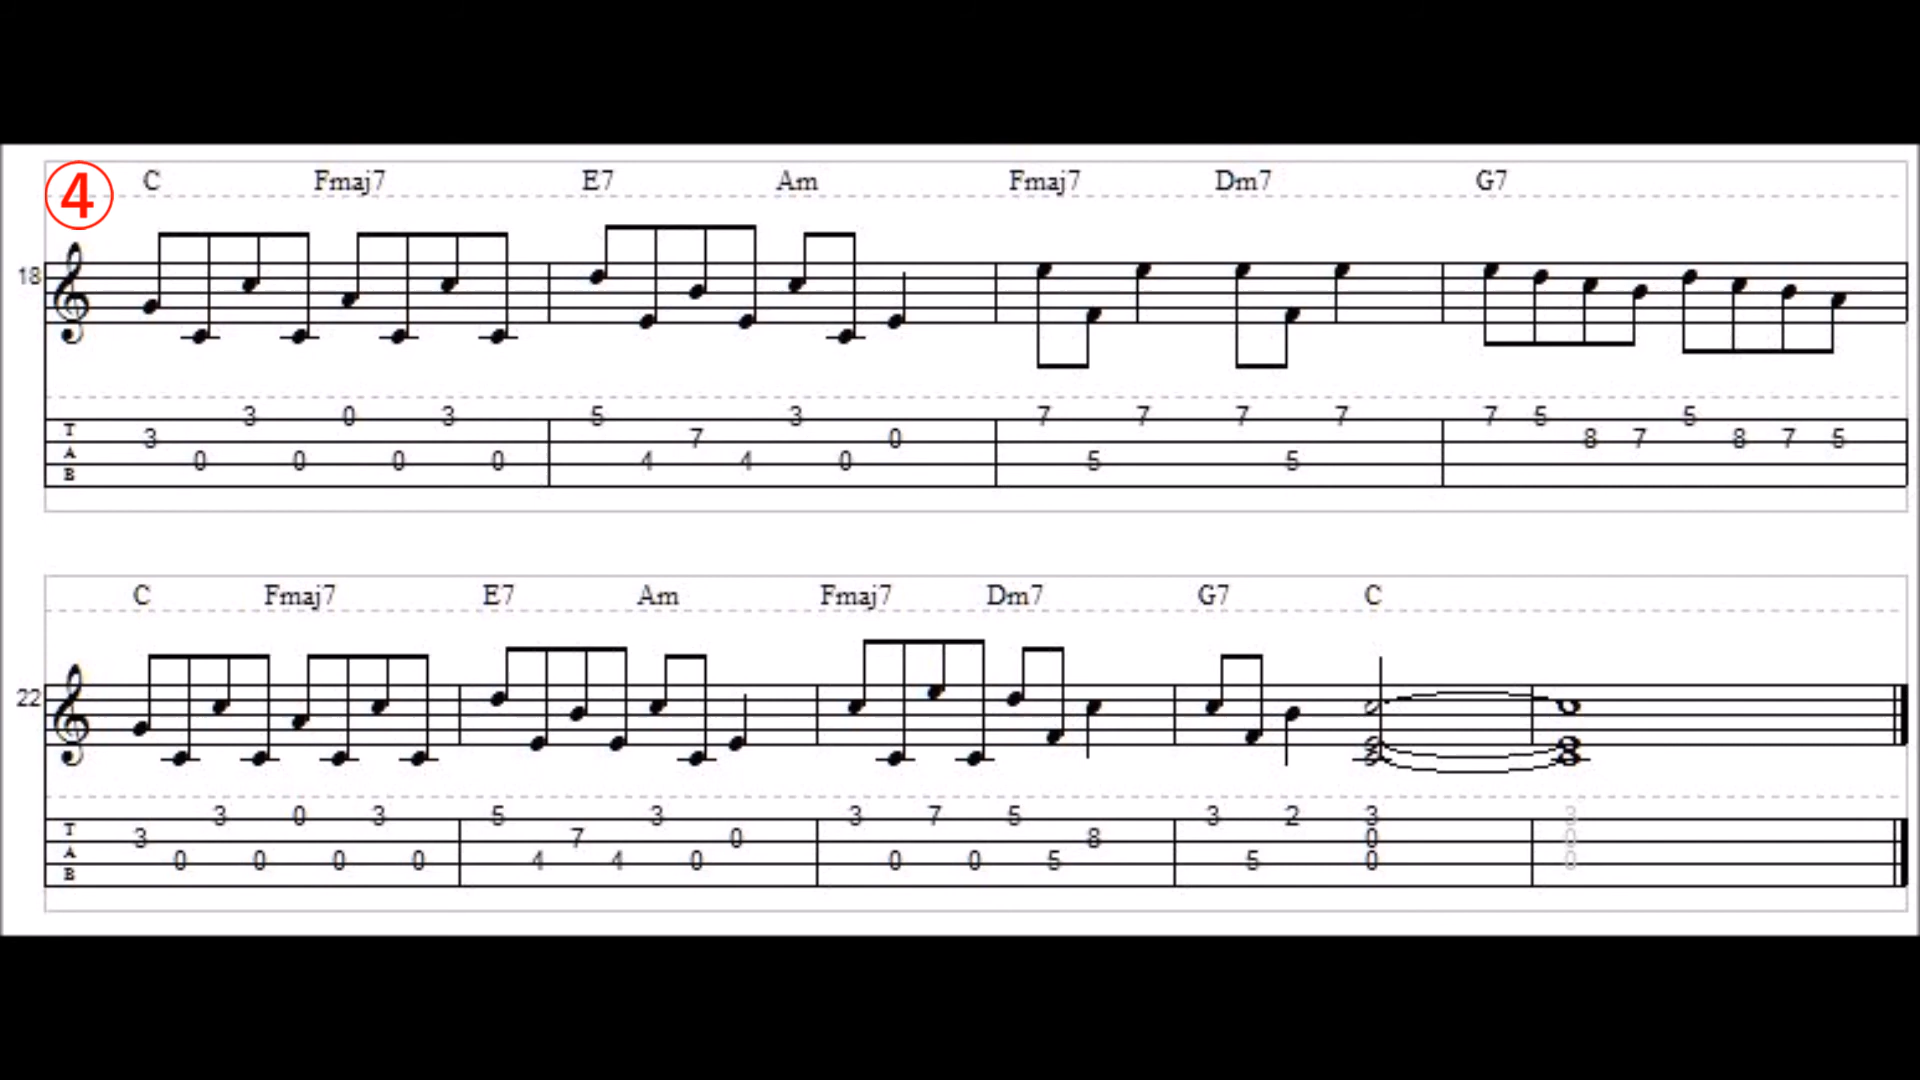 ④ C Fmaj7 E7 Am Fmaj7 Dm7 G7
18
3 0 0 3 5 3 7 7 7 7 7 5 5
T 3 7 0 8 7 8 7 5
A 0 0 0 0 4 4 0 5 5
B
C Fmaj7 E7 Am Fmaj7 Dm7 G7 C
22
3 0 3 5 3 3 7 5 3 2 3 3
T 3 7 0 8 0 0
A 0 0 0 0 4 4 0 0 0 5 5 0 0
B